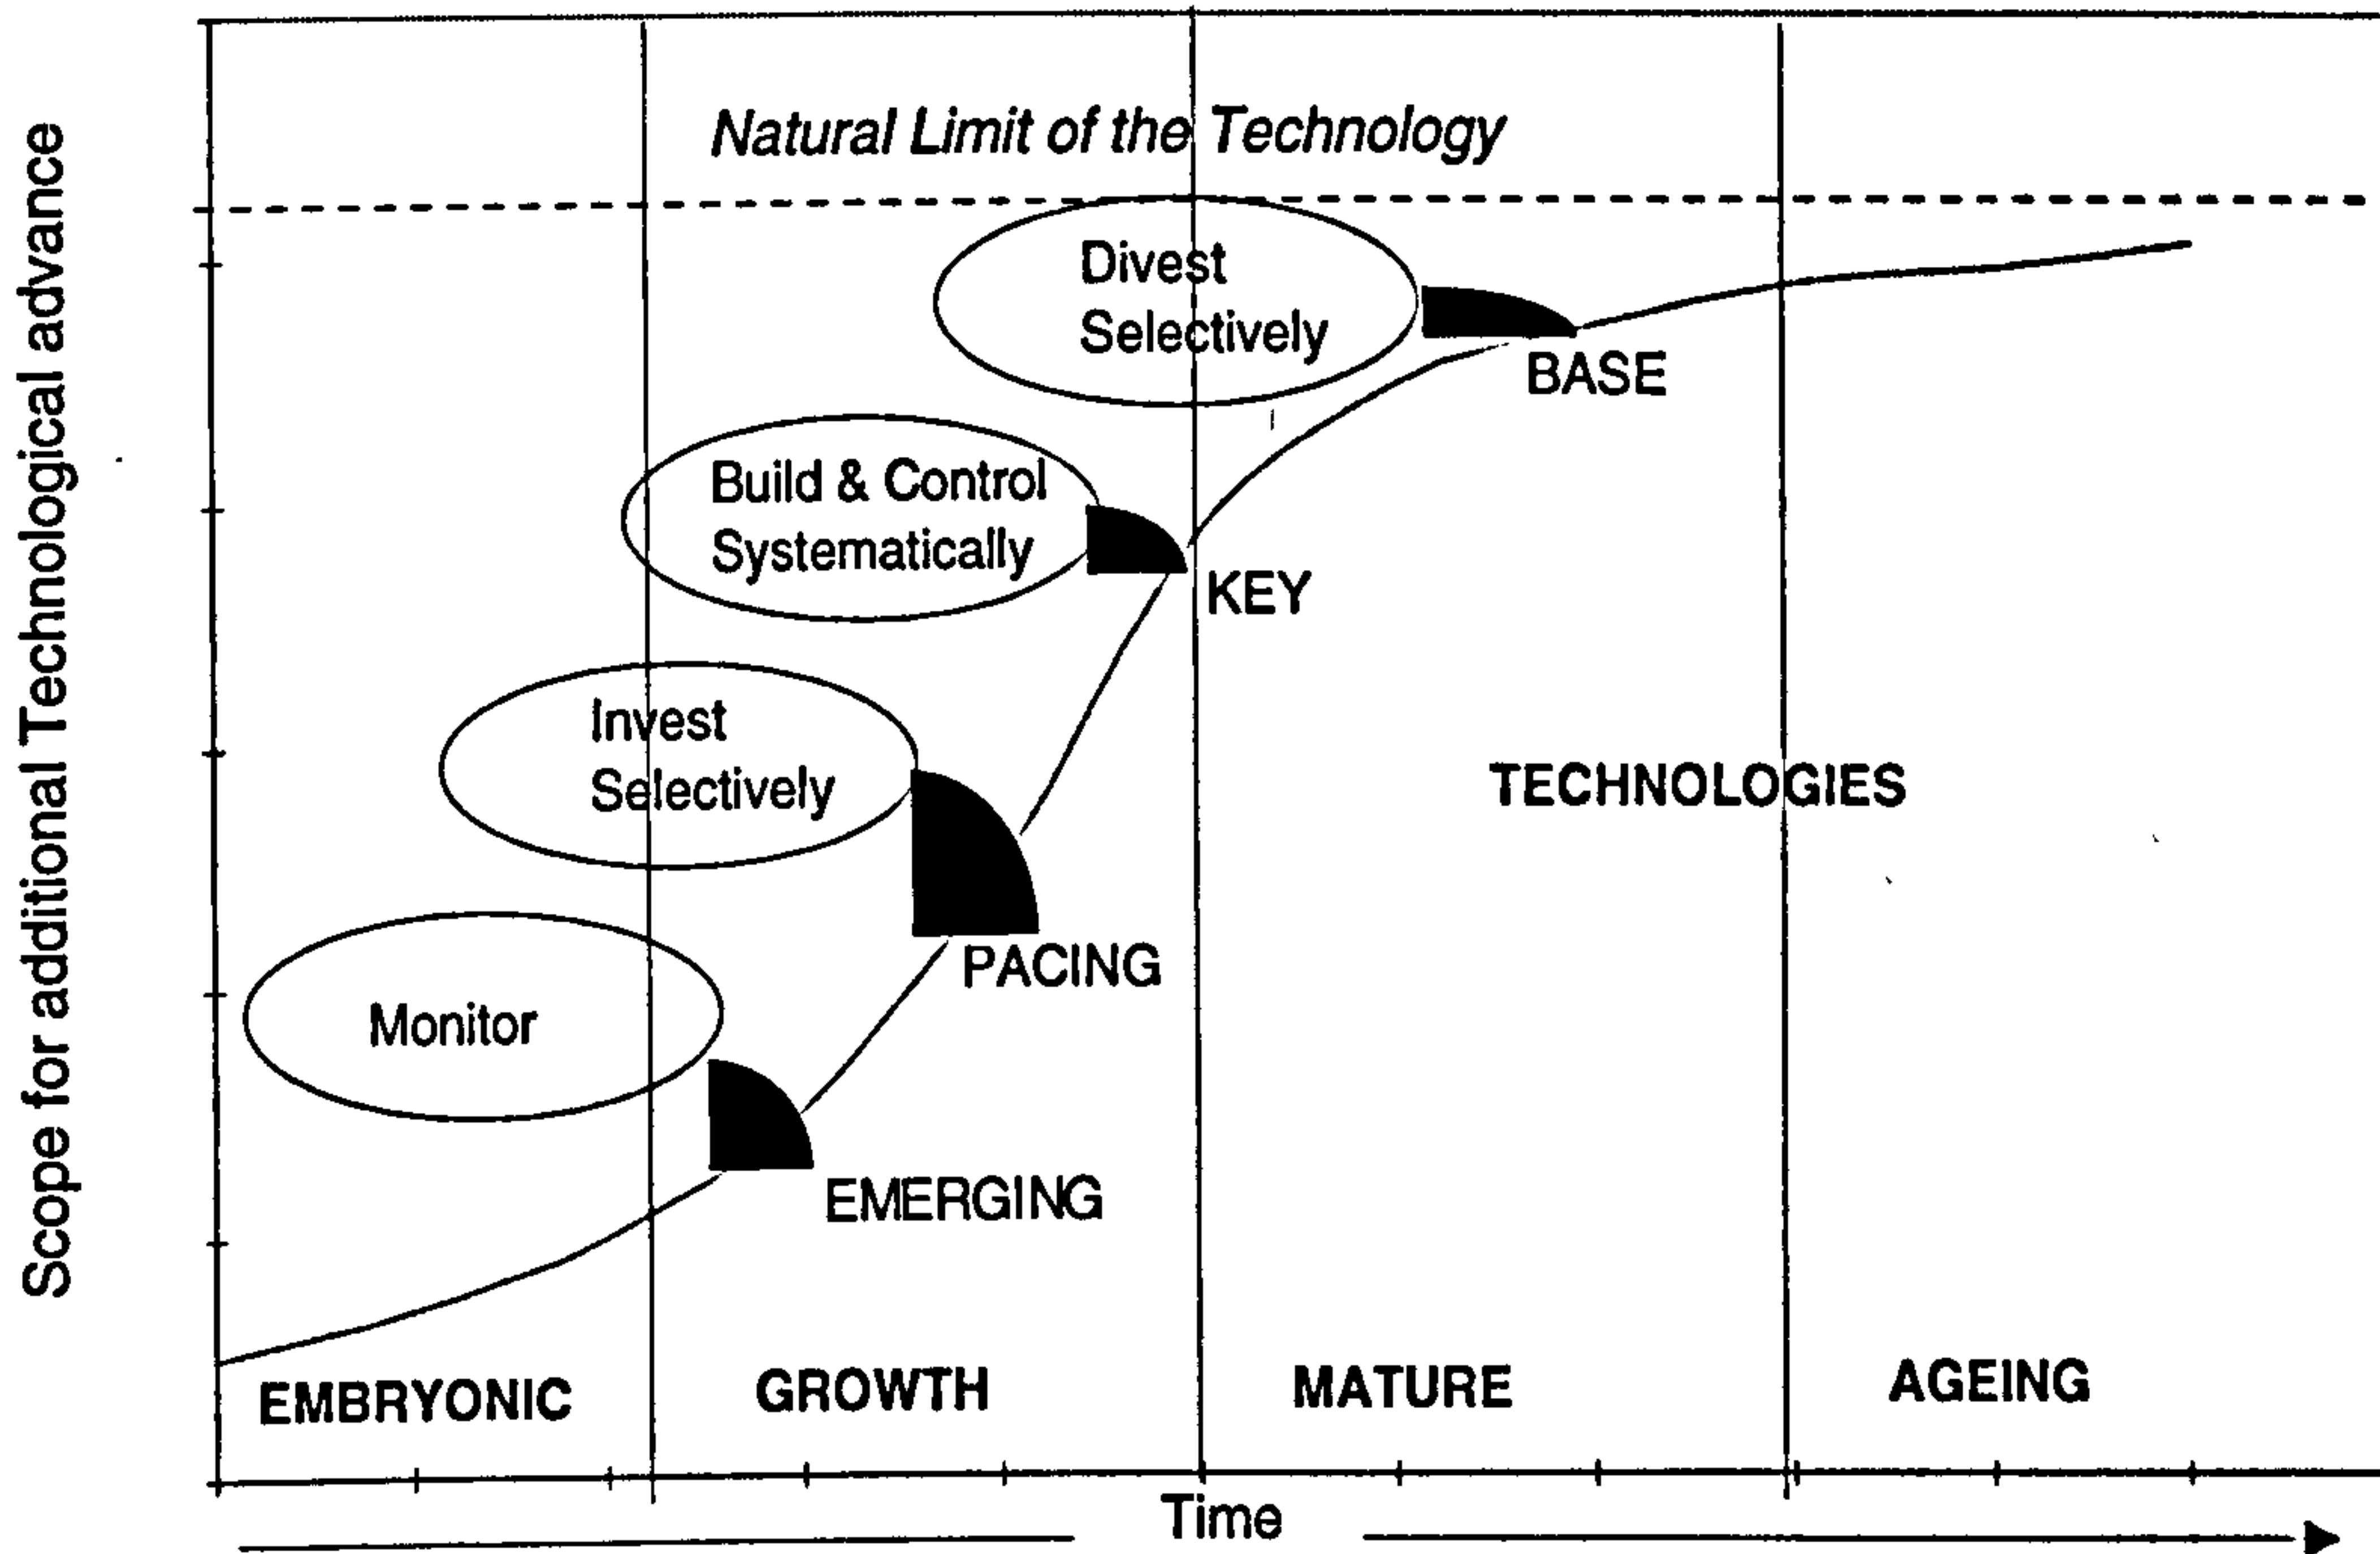 Scope for additional Technological advance
Natural Limit of the Technology
Divest
Selectively
BASE
Build & Control
Systematically
KEY
Invest
Selectively
TECHNOLOGIES
PACING
Monitor
EMERGING
EMBRYONIC
GROWTH
MATURE
AGEING
Time